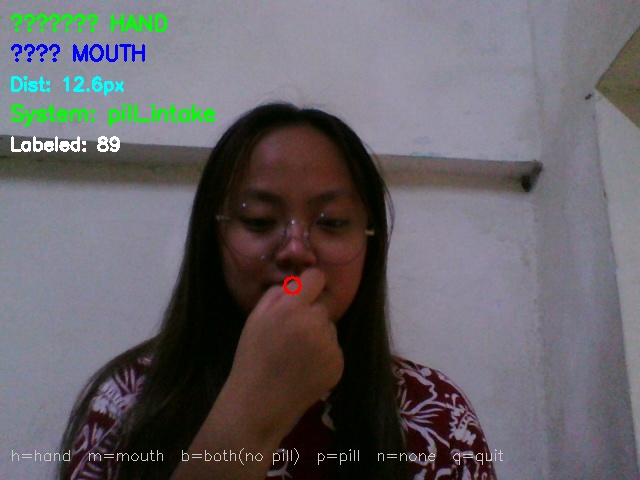 ??????? HAND
???? MOUTH
Dist: 12.6px
System: pill_intake
Labeled: 89
h=hand m=mouth b=both(no pill) p=pill n=none q=quit